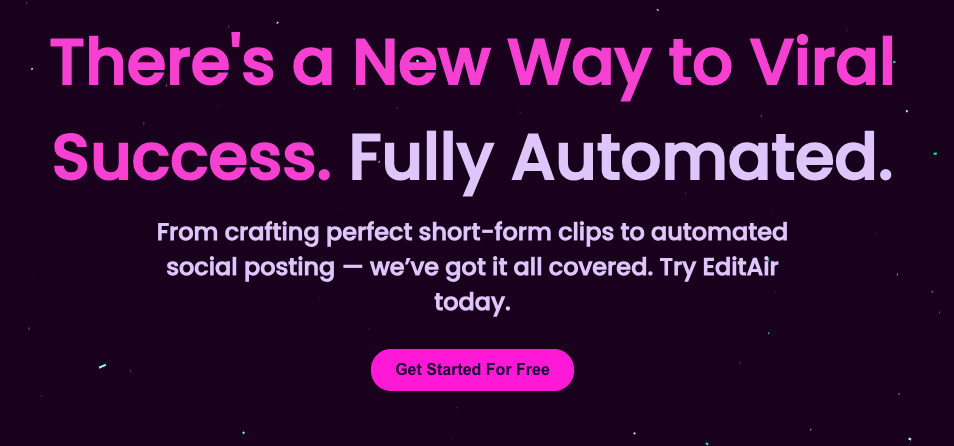 There's a New Way to Viral
Success. Fully Automated.
From crafting perfect short-form clips to automated
social posting — we’ve got it all covered. Try EditAir
today.
Get Started For Free